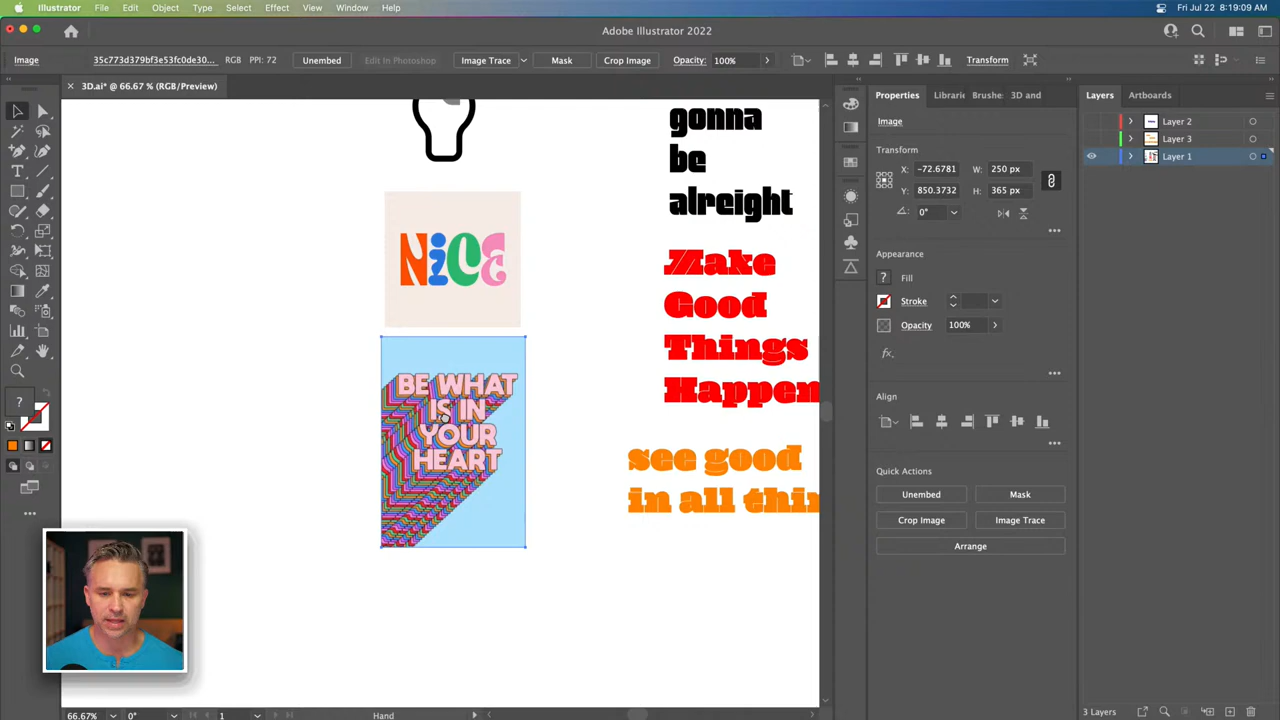 Illustrator File Edit Object Type Select Effect View Window Help
Fri Jul 22 8:19:09 AM
Adobe Illustrator 2022
Image 35c773d379bf3e53fc0de30... RGB PPI: 72 Unembed Edit In Photoshop Image Trace Mask Crop Image Opacity: 100% Transform
3D.ai* @ 66.67 % (RGB/Preview)
Properties Librari Brushe: 3D and
Layers Artboards
Image
Layer 2
Layer 3
Layer 1
Transform
X: -72.6781 W: 250 px
Y: 850.3732 H: 365 px
0°
Appearance
? Fill
Stroke
Opacity 100%
fx.
Align
Quick Actions
Unembed Mask
Crop Image Image Trace
Arrange
gonna
be
alreight
NiCE
Make
Good
Things
Happen
BE WHAT
IS IN
YOUR
HEART
see good
in all thin
?
66.67% 0° 1 Hand
3 Layers